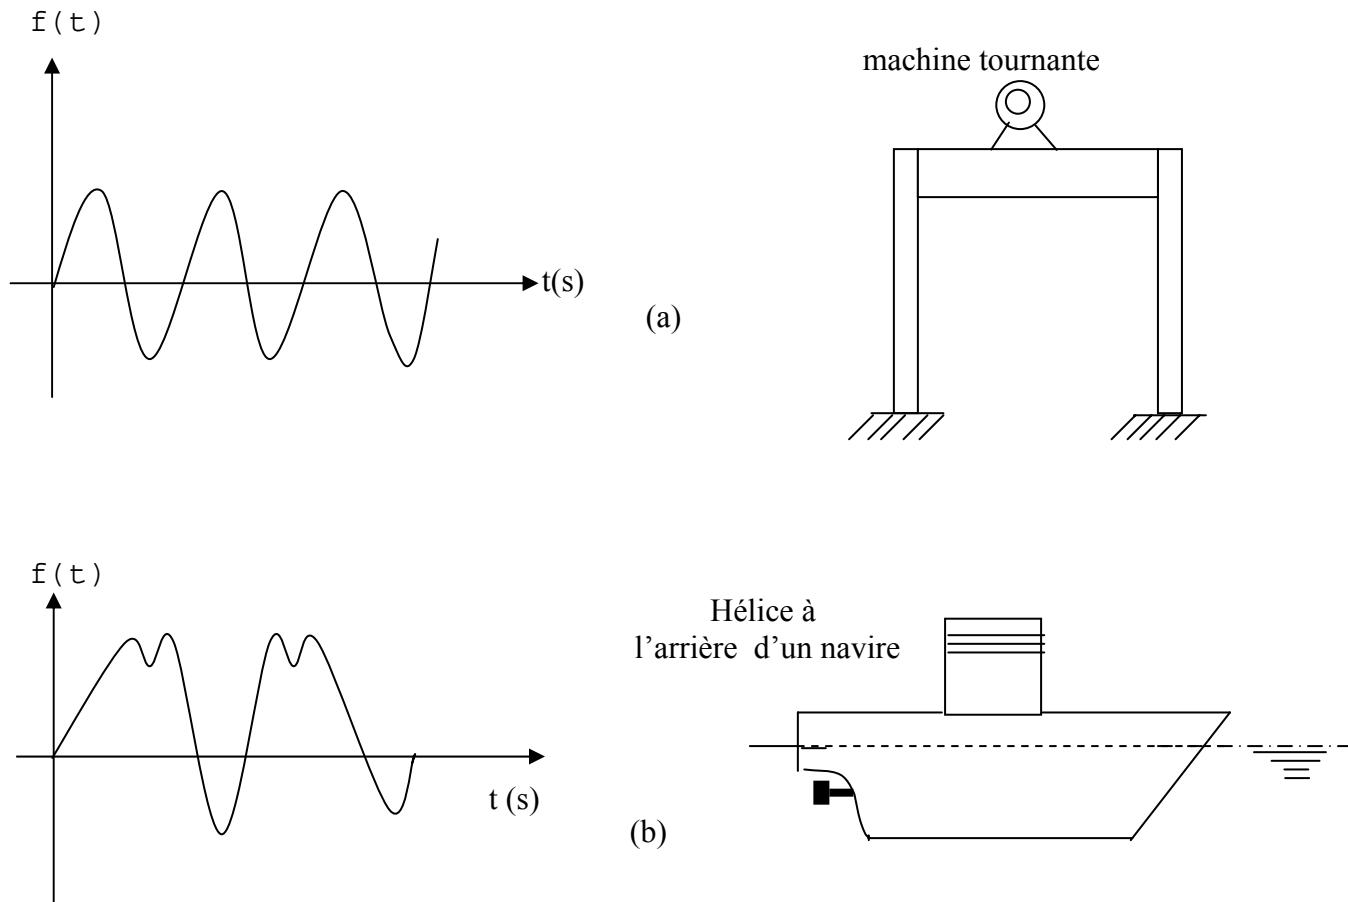 f(t)
machine tournante
t(s)
(a)
f(t)
Hélice à
l'arrière d'un navire
t (s)
(b)